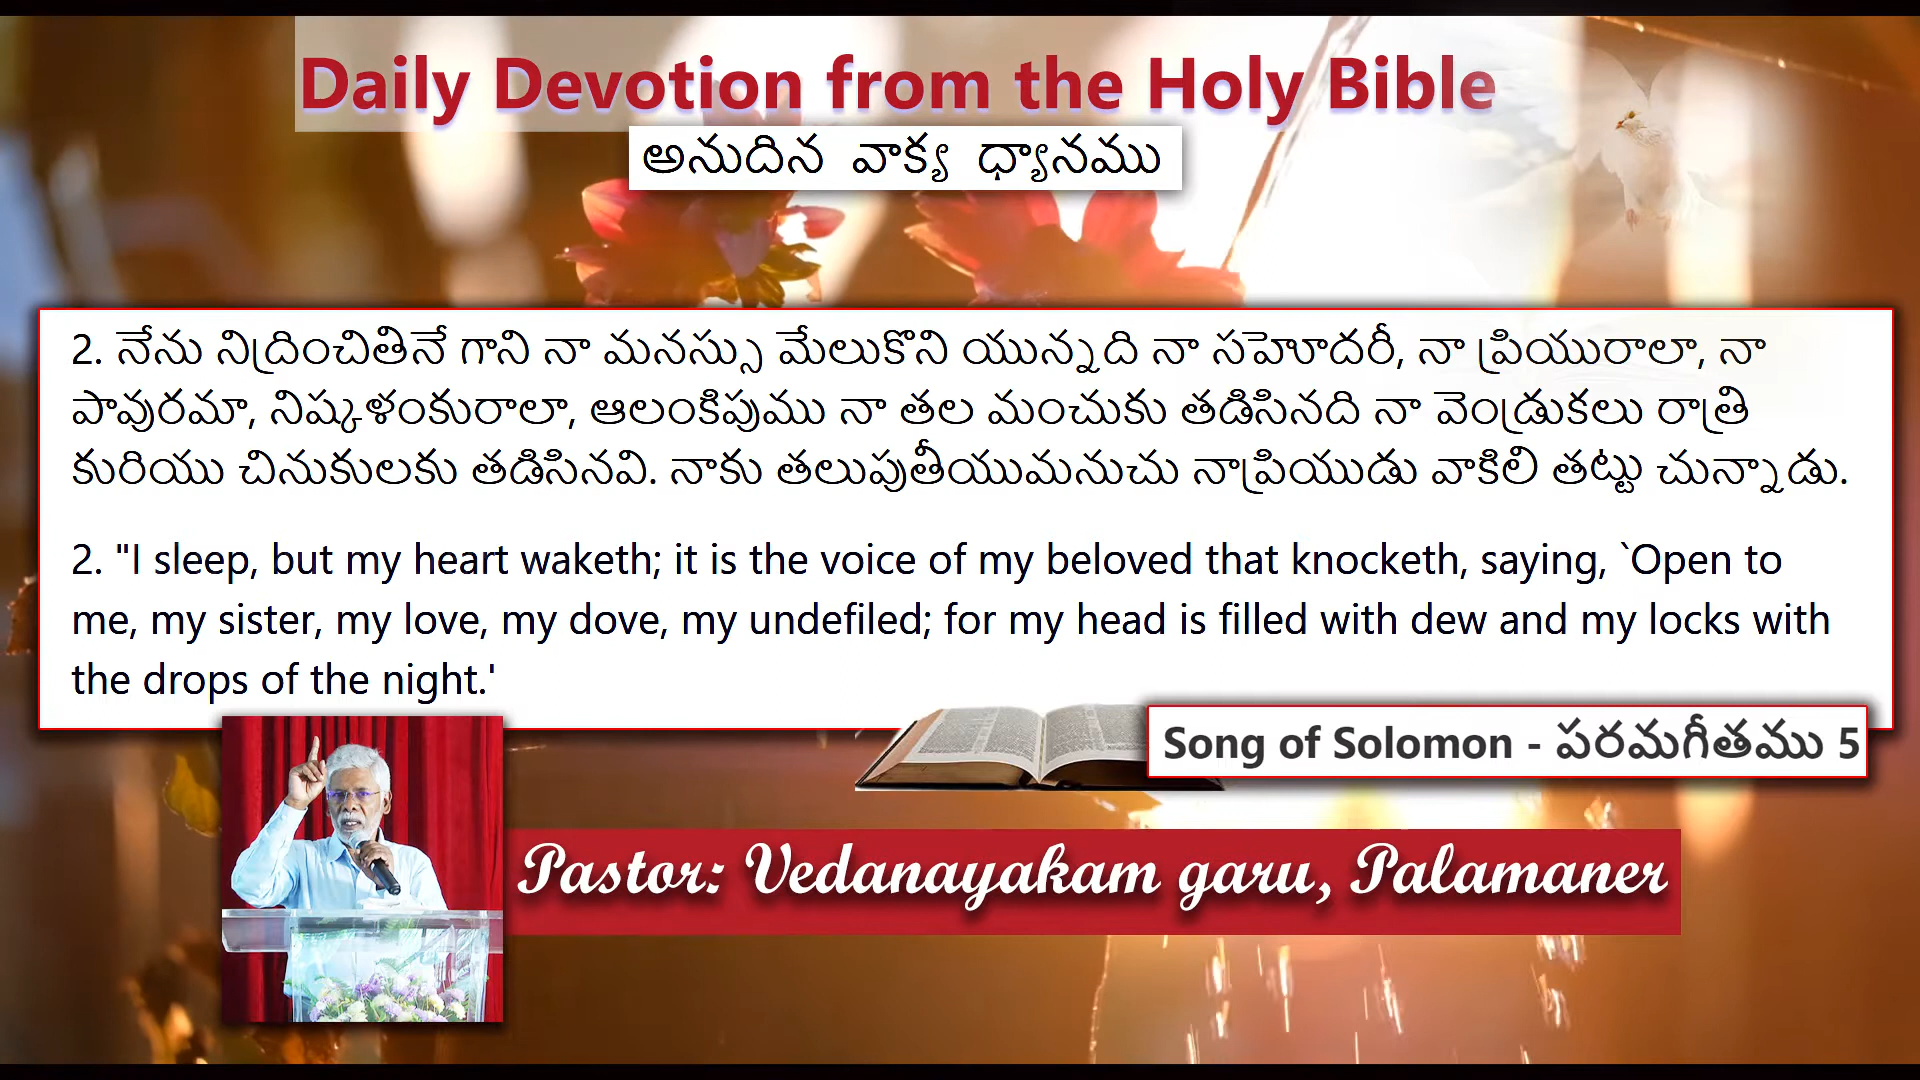 Daily Devotion from the Holy Bible
అనుదిన వాక్య ధ్యానము
2. నేను నిద్రించితినే గాని నా మనస్సు మేలుకొని యున్నది నా సహెూదరీ, నా ప్రియురాలా, నా
పావురమా, నిష్కళంకురాలా, ఆలంకిపుము నా తల మంచుకు తడిసినది నా వెండ్రుకలు రాత్రి
కురియు చినుకులకు తడిసినవి. నాకు తలుపుతీయుమనుచు నాప్రియుడు వాకిలి తట్టు చున్నాడు.
2. "I sleep, but my heart waketh; it is the voice of my beloved that knocketh, saying, `Open to
me, my sister, my love, my dove, my undefiled; for my head is filled with dew and my locks with
the drops of the night.'
Song of Solomon - పరమగీతము 5
Pastor: Vedanayakam garu, Palamaner